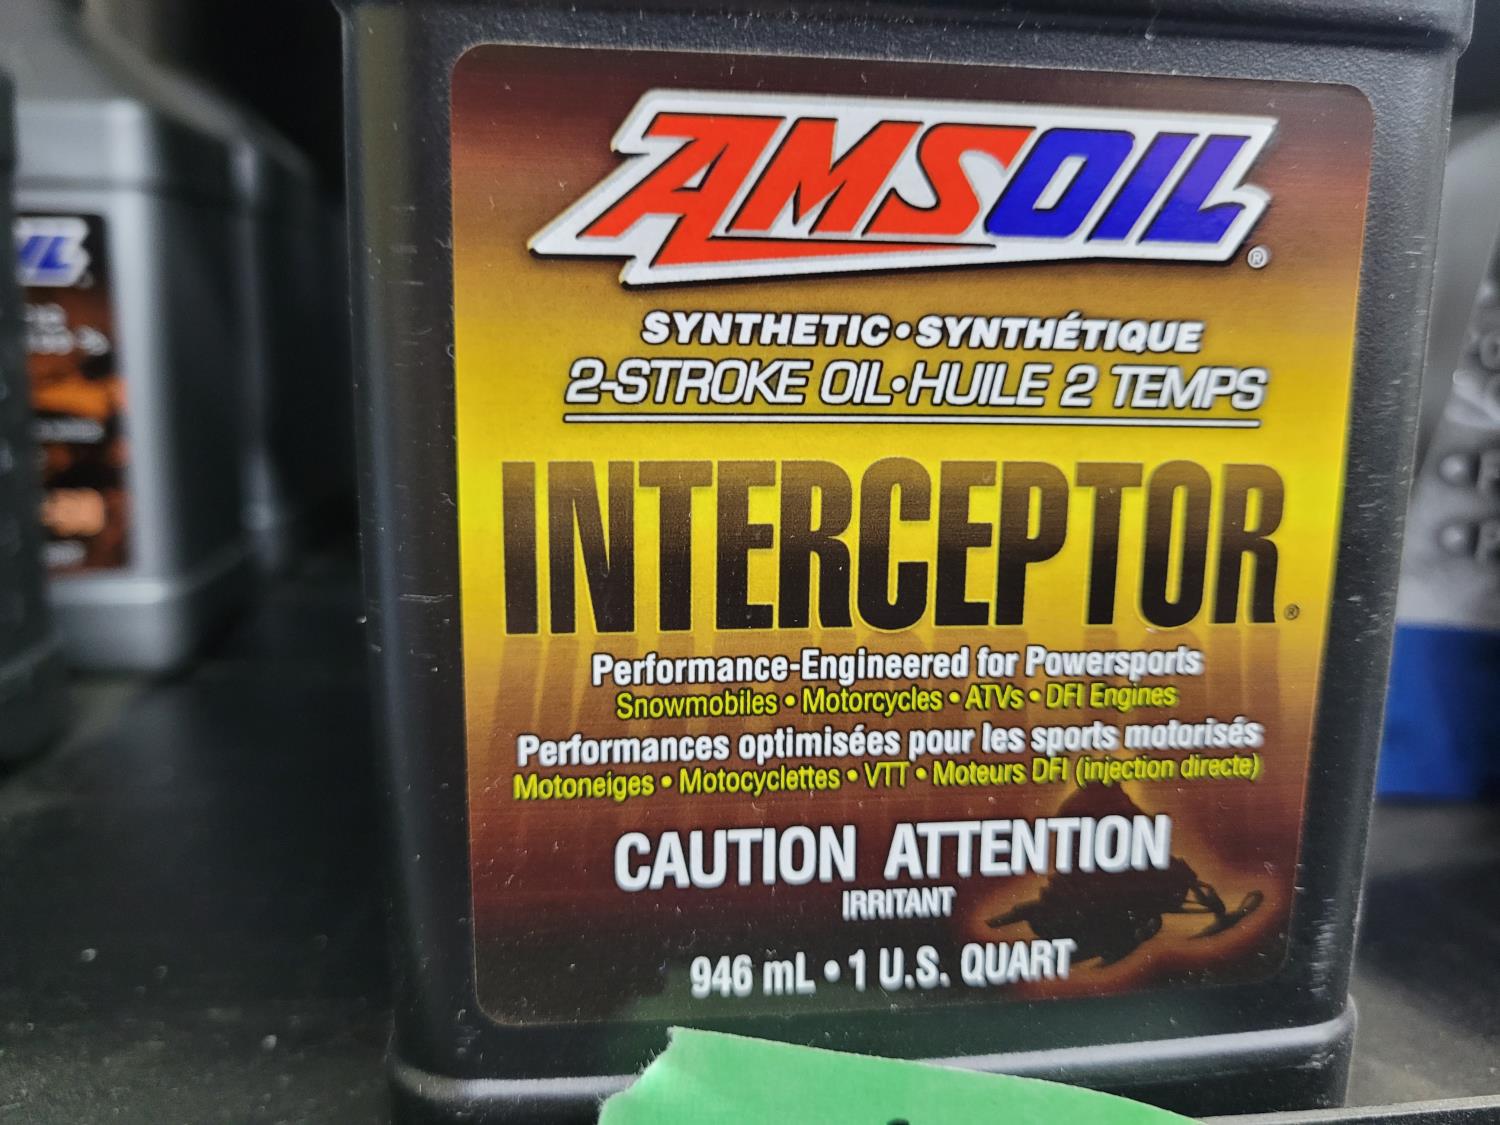 AMSOIL®
SYNTHETIC • SYNTHÉTIQUE
2-STROKE OIL • HUILE 2 TEMPS
INTERCEPTOR®
Performance-Engineered for Powersports
Snowmobiles • Motorcycles • ATVs • DFI Engines
Performances optimisées pour les sports motorisés
Motoneiges • Motocyclettes • VTT • Moteurs DFI (injection directe)
CAUTION ATTENTION
IRRITANT
946 mL • 1 U.S. QUART